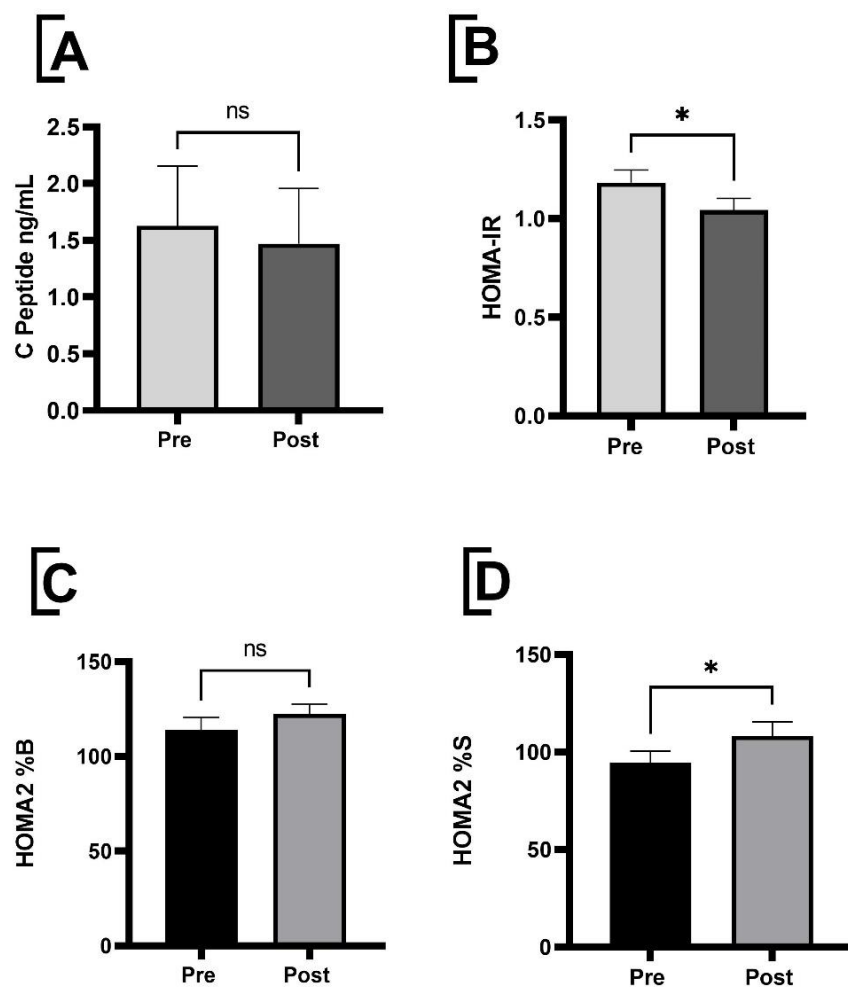 A
ns
2.5
2.0
1.5
1.0
0.5
0.0
C Peptide ng/mL
Pre Post
B
*
1.5
1.0
0.5
0.0
HOMA-IR
Pre Post
C
ns
150
100
50
0
HOMA2 %B
Pre Post
D
*
150
100
50
0
HOMA2 %S
Pre Post